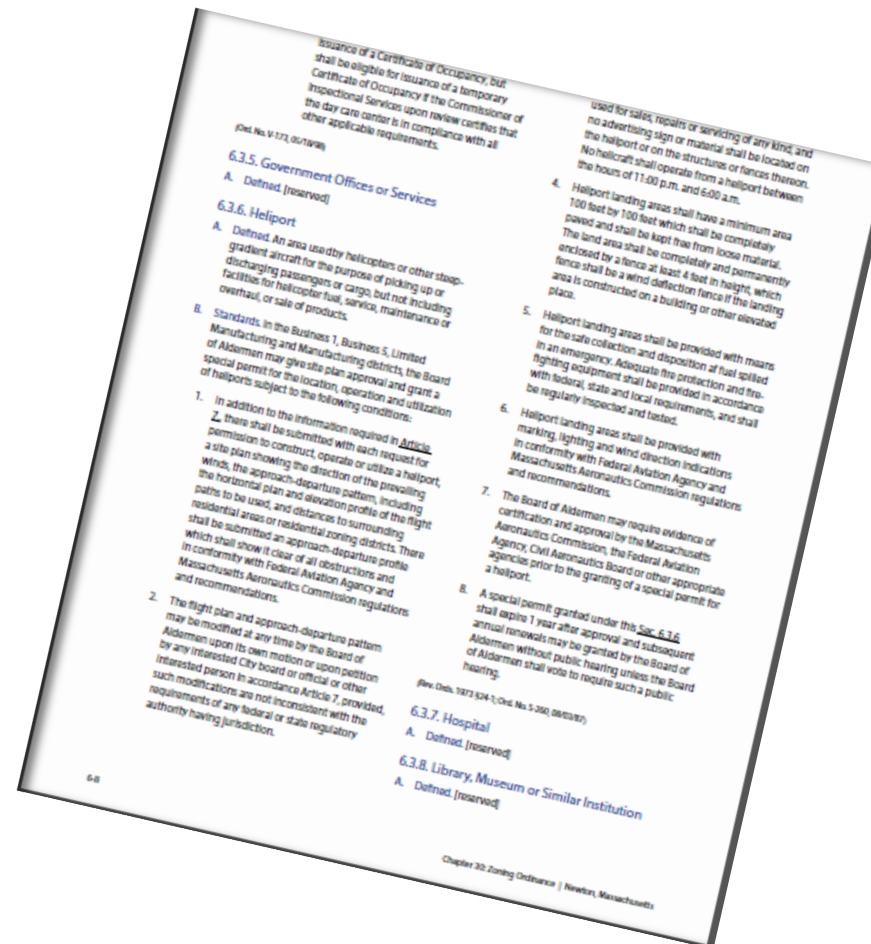 issuance of a Certificate of Occupancy, but
shall be eligible for issuance of a temporary
Certificate of Occupancy if the Commissioner of
Inspectional Services upon review certifies that
the day care center is in compliance with all
other applicable requirements.
(Ord. No. V-173, 05/18/98)
6.3.5. Government Offices or Services
A. Defined. [reserved]
6.3.6. Heliport
A. Defined. An area used by helicopters or other steep-
gradient aircraft for the purpose of picking up or
discharging passengers or cargo, but not including
facilities for helicopter fuel, service, maintenance or
overhaul, or sale of products.
B. Standards. In the Business 1, Business 5, Limited
Manufacturing and Manufacturing districts, the Board
of Aldermen may give site plan approval and grant a
special permit for the location, operation and utilization
of heliports subject to the following conditions:
1. In addition to the information required in Article
7, there shall be submitted with each request for
permission to construct, operate or utilize a heliport,
a site plan showing the direction of the prevailing
winds, the approach-departure pattern, including
the horizontal plan and elevation profile of the flight
paths to be used, and distances to surrounding
residential areas or residential zoning districts. There
shall be submitted an approach-departure profile
which shall show it clear of all obstructions and
in conformity with Federal Aviation Agency and
Massachusetts Aeronautics Commission regulations
and recommendations.
2. The flight plan and approach-departure pattern
may be modified at any time by the Board of
Aldermen upon its own motion or upon petition
by any interested City board or official or other
interested person in accordance Article 7, provided,
such modifications are not inconsistent with the
requirements of any federal or state regulatory
authority having jurisdiction.
used for sales, repairs or servicing of any kind, and
no advertising sign or material shall be located on
the heliport or on the structures or fences thereon.
No helicraft shall operate from a heliport between
the hours of 11:00 p.m. and 6:00 a.m.
4. Heliport landing areas shall have a minimum area
100 feet by 100 feet which shall be completely
paved and shall be kept free from loose material.
The land area shall be completely and permanently
enclosed by a fence at least 4 feet in height, which
fence shall be a wind deflection fence if the landing
area is constructed on a building or other elevated
place.
5. Heliport landing areas shall be provided with means
for the safe collection and disposition of fuel spilled
in an emergency. Adequate fire protection and fire-
fighting equipment shall be provided in accordance
with federal, state and local requirements, and shall
be regularly inspected and tested.
6. Heliport landing areas shall be provided with
marking, lighting and wind direction indications
in conformity with Federal Aviation Agency and
Massachusetts Aeronautics Commission regulations
and recommendations.
7. The Board of Aldermen may require evidence of
certification and approval by the Massachusetts
Aeronautics Commission, the Federal Aviation
Agency, Civil Aeronautics Board or other appropriate
agencies prior to the granting of a special permit for
a heliport.
8. A special permit granted under this Sec. 6.3.6
shall expire 1 year after approval and subsequent
annual renewals may be granted by the Board of
Aldermen without public hearing unless the Board
of Aldermen shall vote to require such a public
hearing.
(Rev. Ords. 1973 §24-1; Ord. No. S-260, 08/03/87)
6.3.7. Hospital
A. Defined. [reserved]
6.3.8. Library, Museum or Similar Institution
A. Defined. [reserved]
6-8
Chapter 30: Zoning Ordinance | Newton, Massachusetts